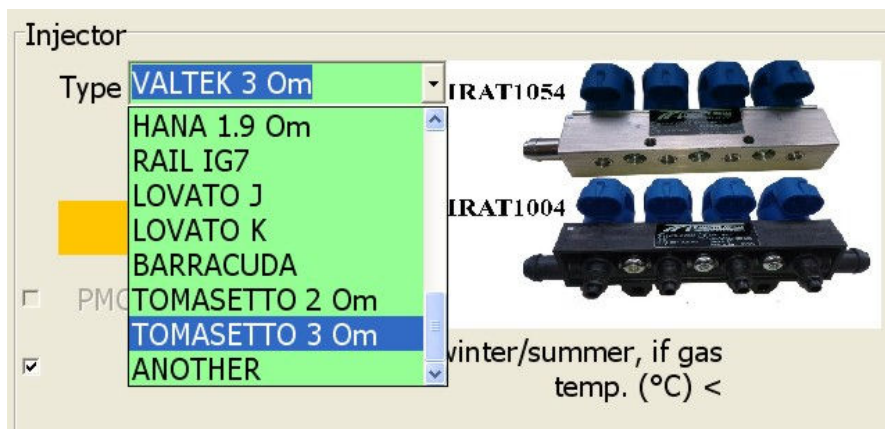 Injector
Type VALTEK 3 Om
HANA 1.9 Om
RAIL IG7
LOVATO J
LOVATO K
BARRACUDA
TOMASETTO 2 Om
TOMASETTO 3 Om
ANOTHER
IRAT1054
IRAT1004
PMC
winter/summer, if gas
temp. (°C) <